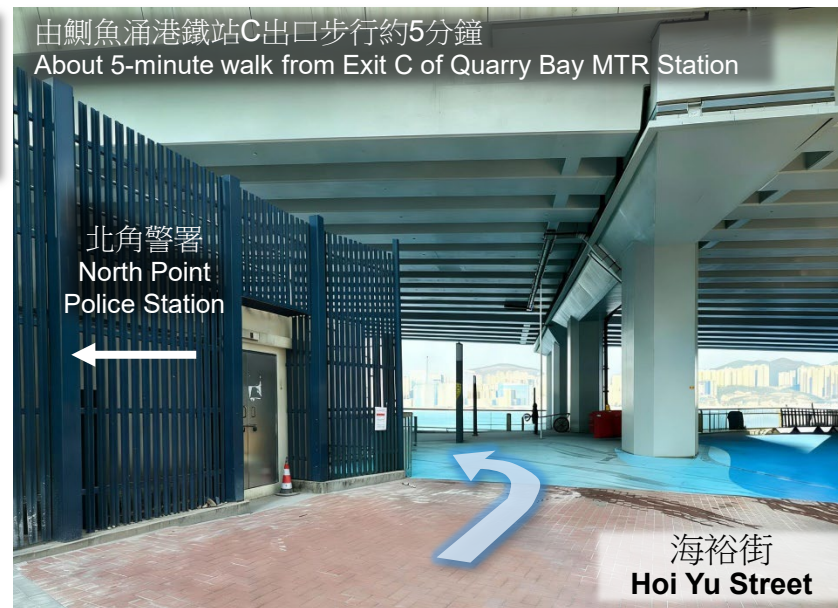 由鰂魚涌港鐵站C出口步行約5分鐘
About 5-minute walk from Exit C of Quarry Bay MTR Station
北角警署
North Point
Police Station
海裕街
Hoi Yu Street